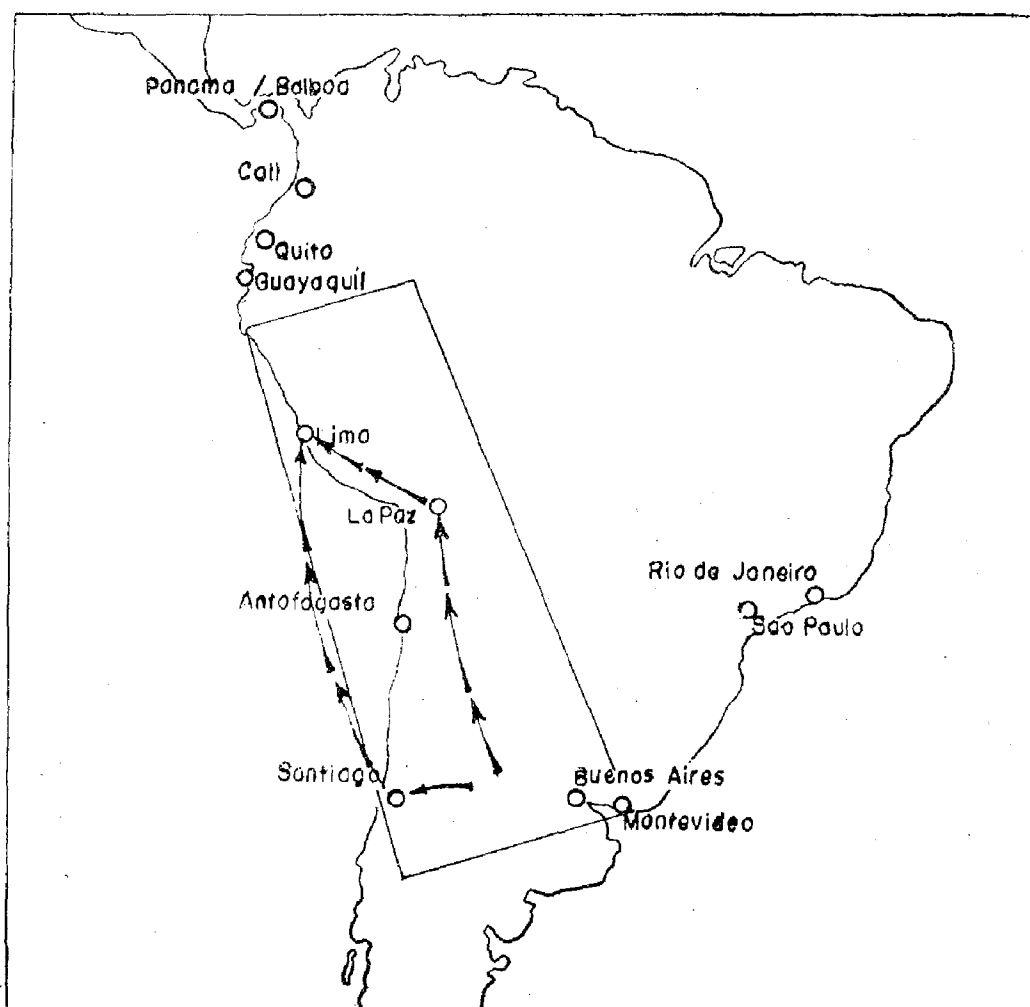 Panama / Balboa
Cali
Quito
Guayaquil
Lima
La Paz
Rio de Janeiro
Antofagasta
Sao Paulo
Santiago
Buenos Aires
Montevideo